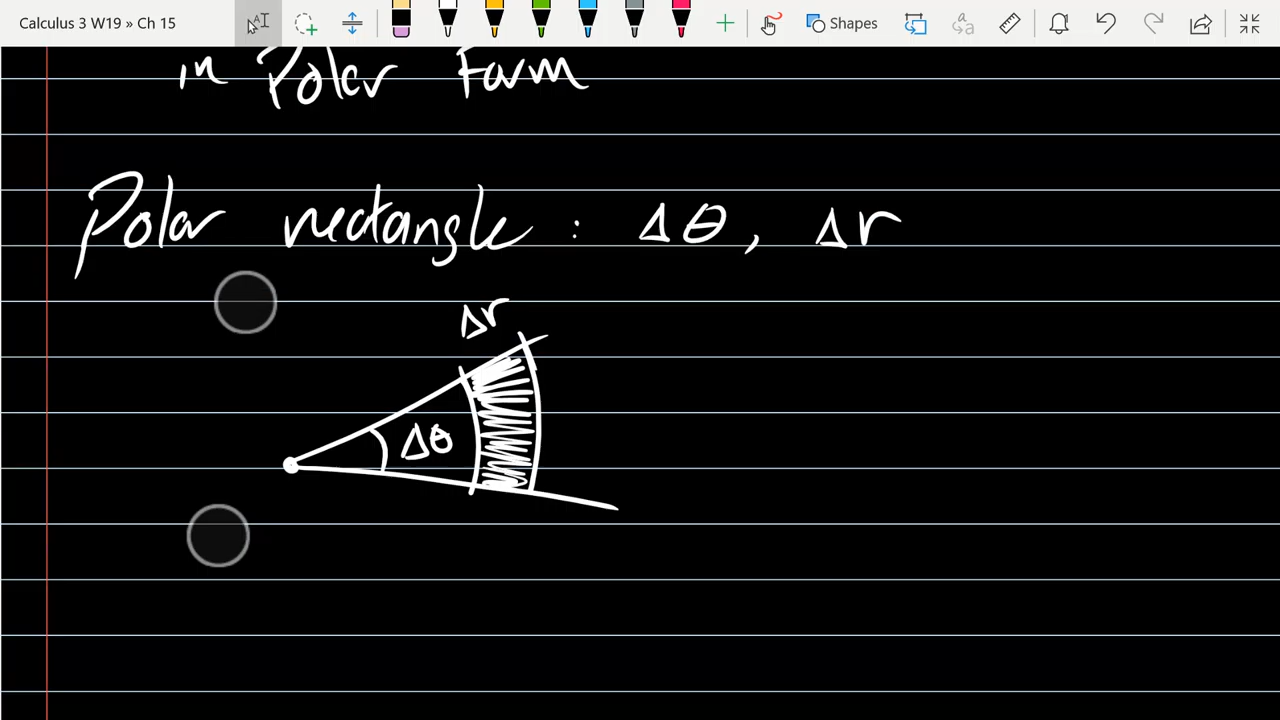 Calculus 3 W19 » Ch 15
Shapes
in Polar Form
Polar rectangle : Δθ, Δr
Δr
Δθ